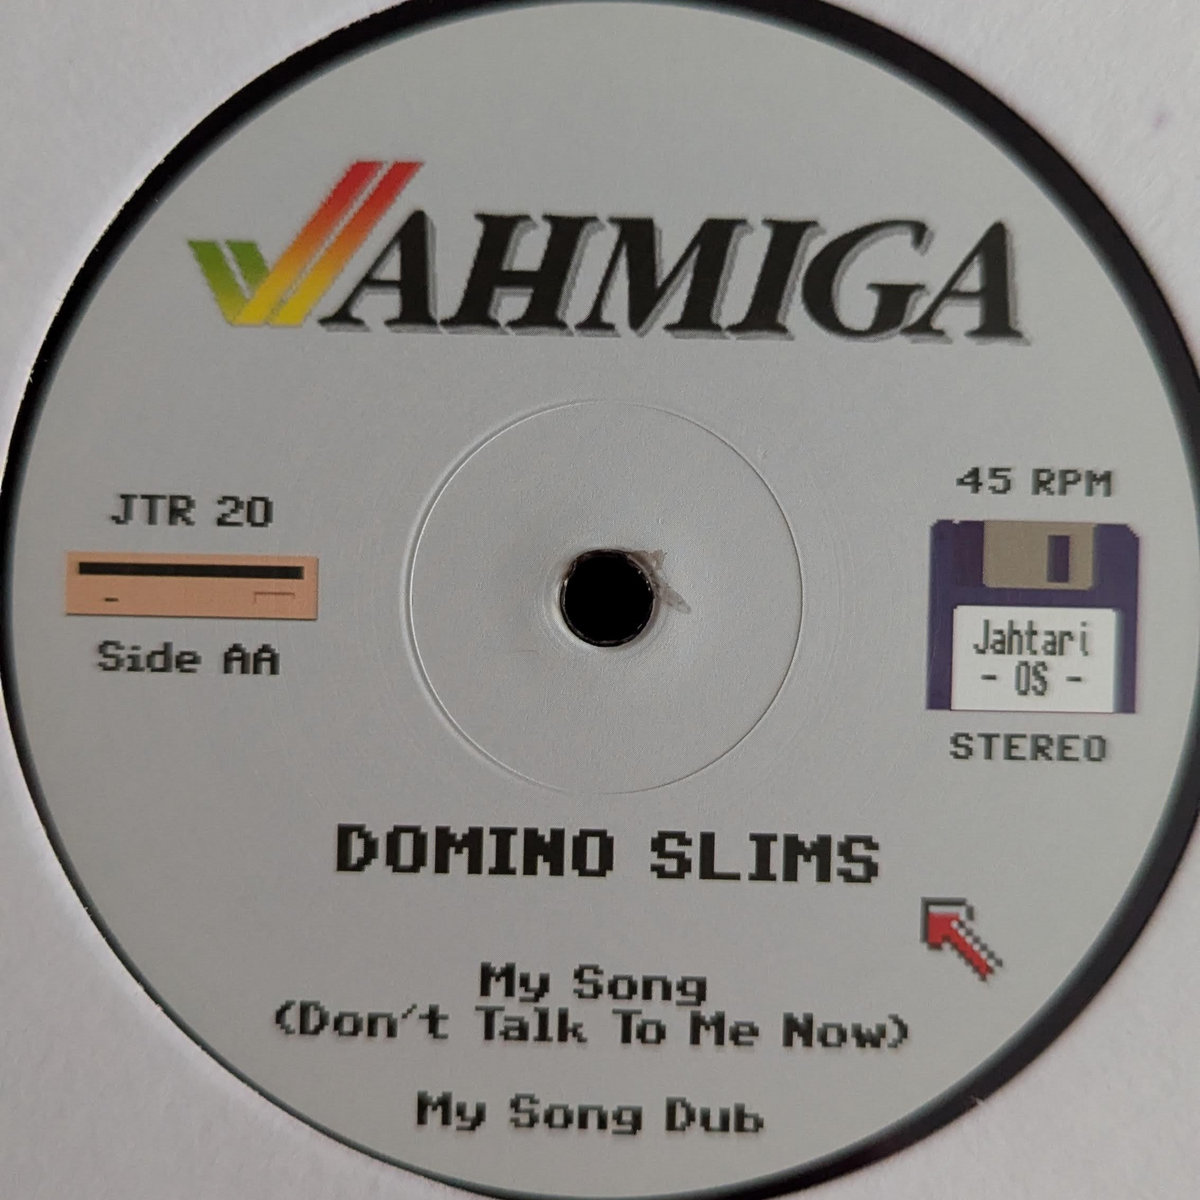 AHMIGA
JTR 20
Side AA
45 RPM
Jahtari
- OS -
STEREO
DOMINO SLIMS
My Song
(Don't Talk To Me Now)
My Song Dub